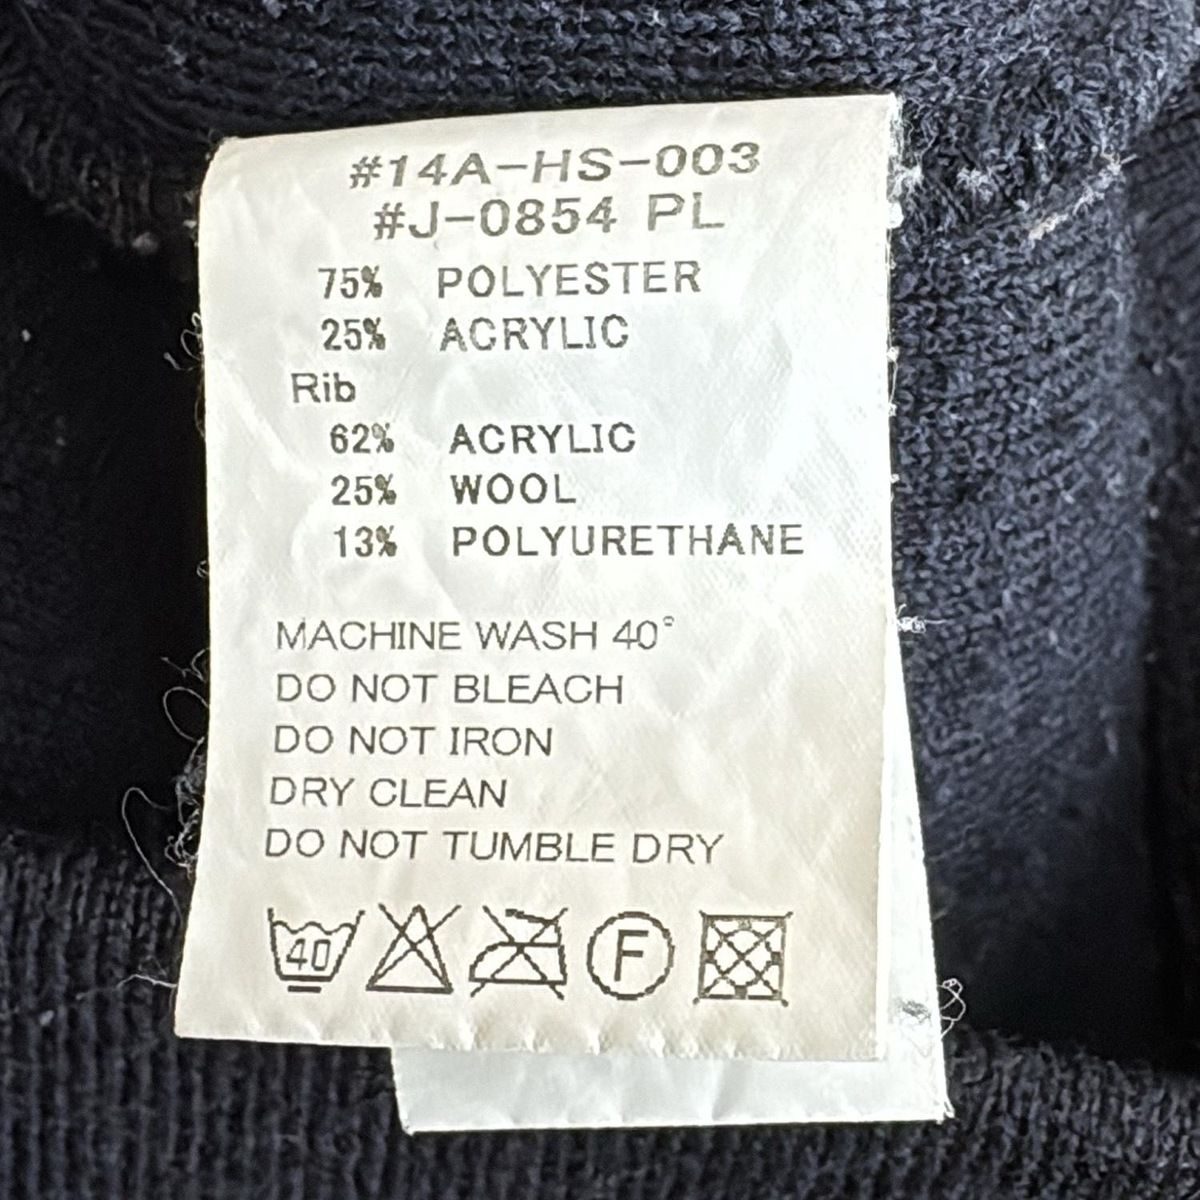 #14A-HS-003
#J-0854 PL
75% POLYESTER
25% ACRYLIC
Rib
62% ACRYLIC
25% WOOL
13% POLYURETHANE
MACHINE WASH 40°
DO NOT BLEACH
DO NOT IRON
DRY CLEAN
DO NOT TUMBLE DRY
40 F